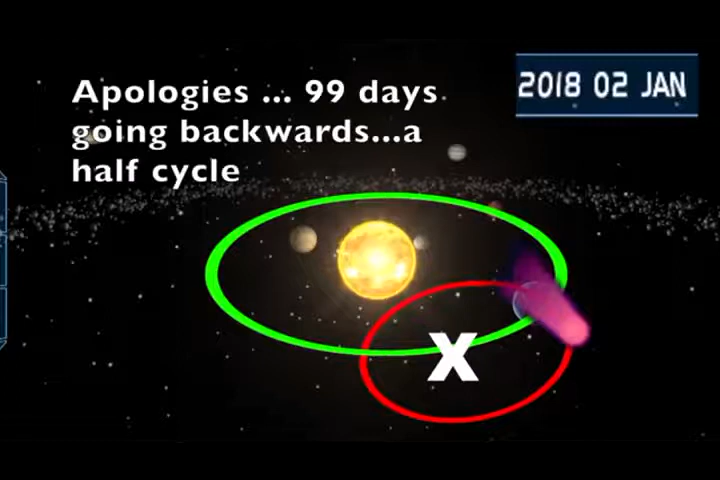 Apologies ... 99 days
going backwards...a
half cycle
2018 02 JAN
X